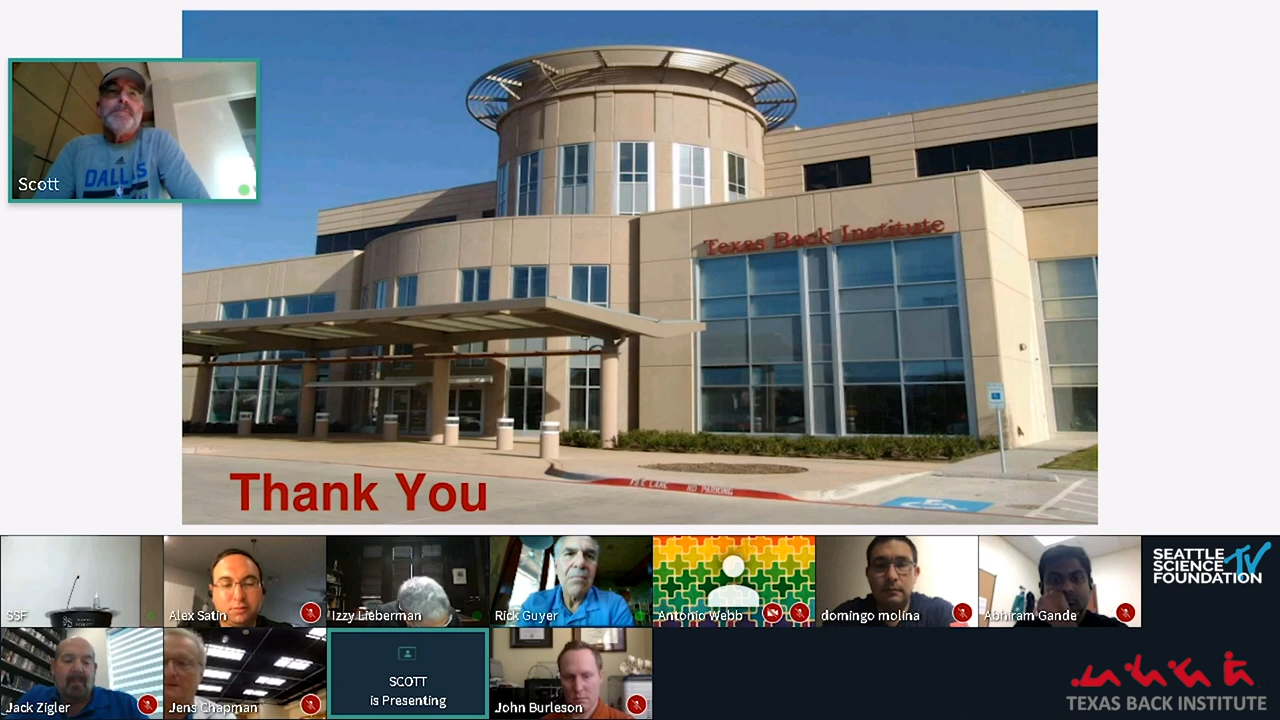 Scott
DALLAS
Texas Back Institute
FIRE LANE NO PARKING
Thank You
SSF
Alex Satin
Izzy Lieberman
Rick Guyer
Antonio Webb
domingo molina
Abhiram Gande
SEATTLE
SCIENCE TV
FOUNDATION
Jack Zigler
Jens Chapman
SCOTT
is Presenting
John Burleson
TEXAS BACK INSTITUTE